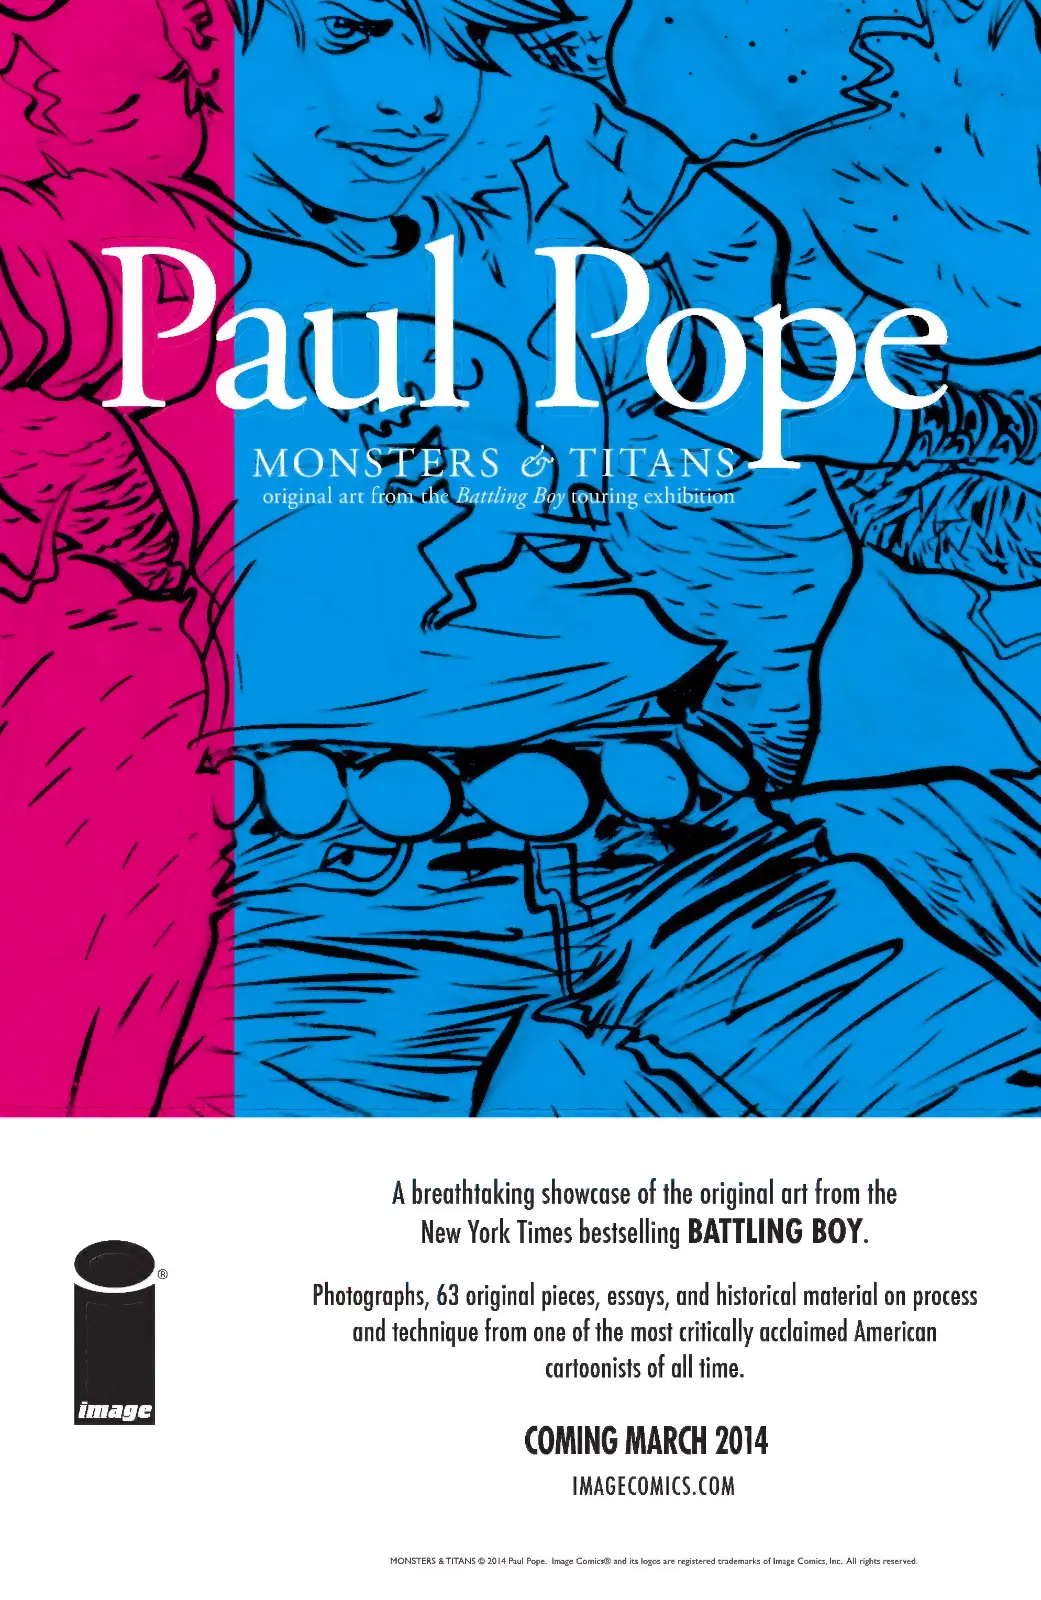 Paul Pope
MONSTERS & TITANS
original art from the Battling Boy touring exhibition
A breathtaking showcase of the original art from the
New York Times bestselling BATTLING BOY.
Photographs, 63 original pieces, essays, and historical material on process
and technique from one of the most critically acclaimed American
cartoonists of all time.
®
image
COMING MARCH 2014
IMAGECOMICS.COM
MONSTERS & TITANS © 2014 Paul Pope. Image Comics® and its logos are registered trademarks of Image Comics, Inc. All rights reserved.